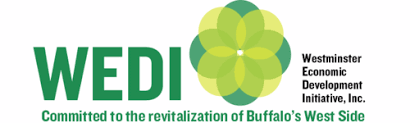 WEDI
Westminster
Economic
Development
Initiative, Inc.
Committed to the revitalization of Buffalo's West Side